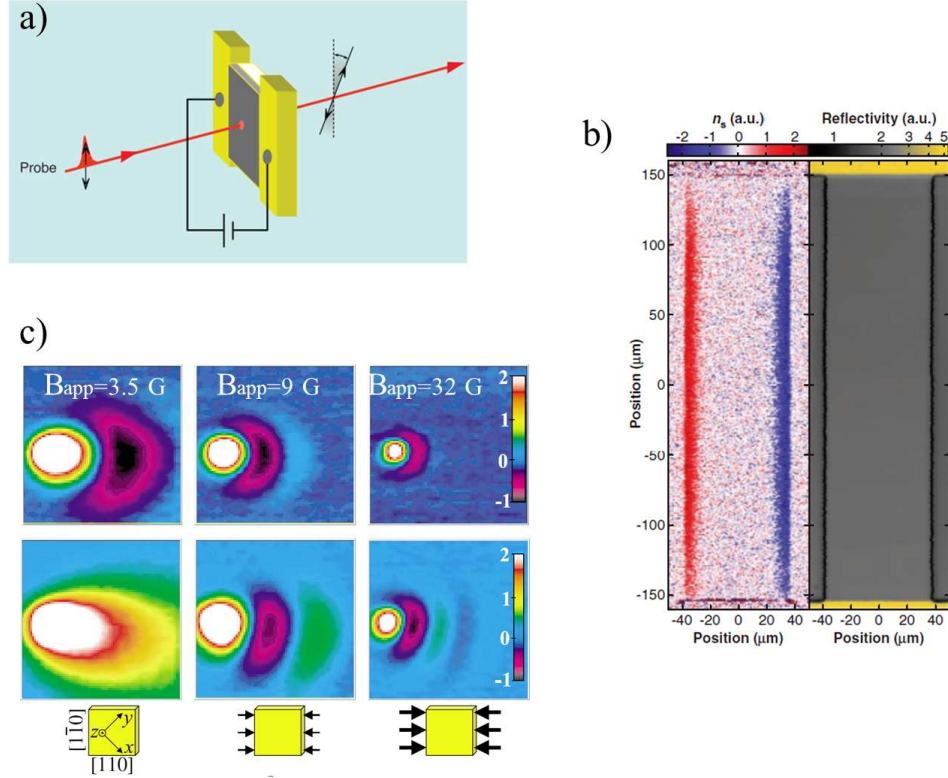 a)
Probe
b)
n_s (a.u.) Reflectivity (a.u.)
-2 -1 0 1 2 1 2 3 4 5
150
100
50
0
-50
-100
-150
Position (μm)
-40 -20 0 20 40 -40 -20 0 20 40
Position (μm) Position (μm)
c)
Bapp=3.5 G Bapp=9 G Bapp=32 G
2
1
0
-1
2
1
0
-1
[11̄0]
z y
x
[110]